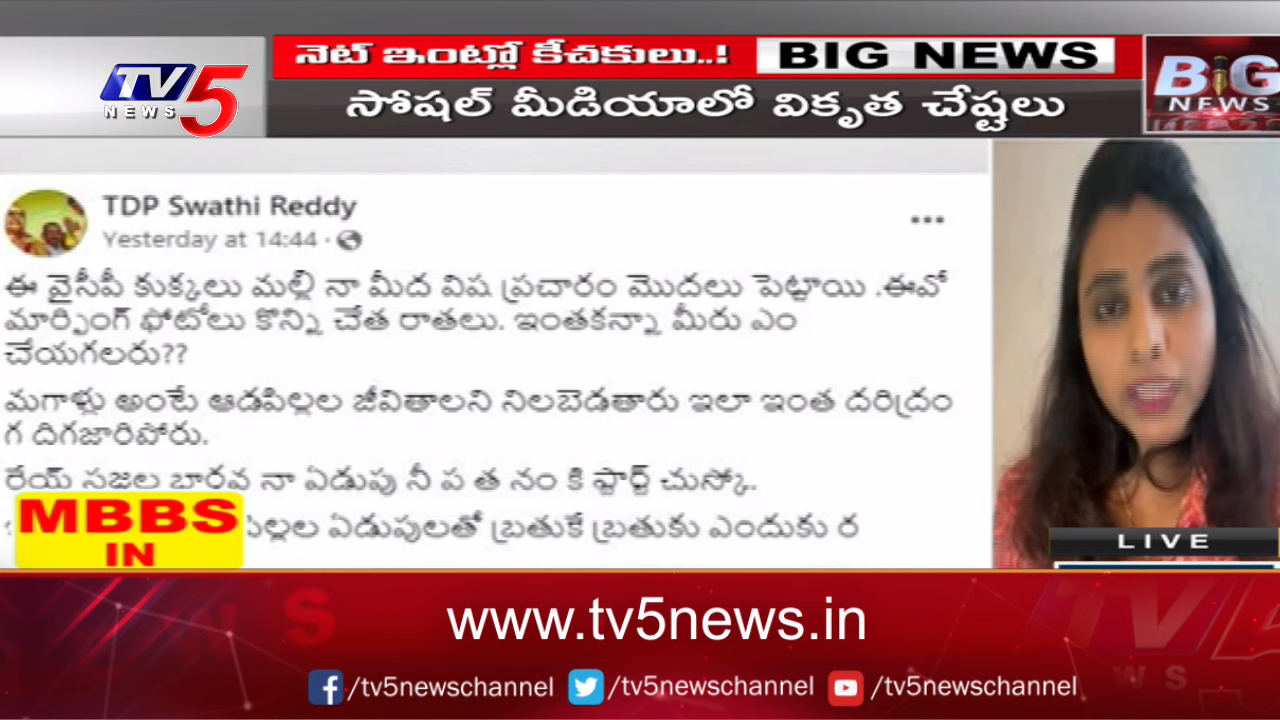 TV5
NEWS
నెట్ ఇంట్లో కీచకులు..!
BIG NEWS
BIG
NEWS
సోషల్ మీడియాలో వికృత చేష్టలు
TDP Swathi Reddy
Yesterday at 14:44 ·
ఈ వైసీపీ కుక్కలు మల్లి నా మీద విష ప్రచారం మొదలు పెట్టాయి .ఈవో
మార్ఫింగ్ ఫోటోలు కొన్ని చేత రాతలు. ఇంతకన్నా మీరు ఎం
చేయగలరు??
మగాళ్లు అంటే ఆడపిల్లల జీవితాలని నిలబెడతారు ఇలా ఇంత దరిద్రం
గ దిగజారిపోరు.
రేయ్ సజల బారవ నా ఏడుపు నీ ప త నం కి స్టార్ట్ చుస్కో.
పిల్లల ఏడుపులతో బ్రతుకే బ్రతుకు ఎందుకు ర
MBBS
IN
LIVE
www.tv5news.in
/tv5newschannel /tv5newschannel /tv5newschannel